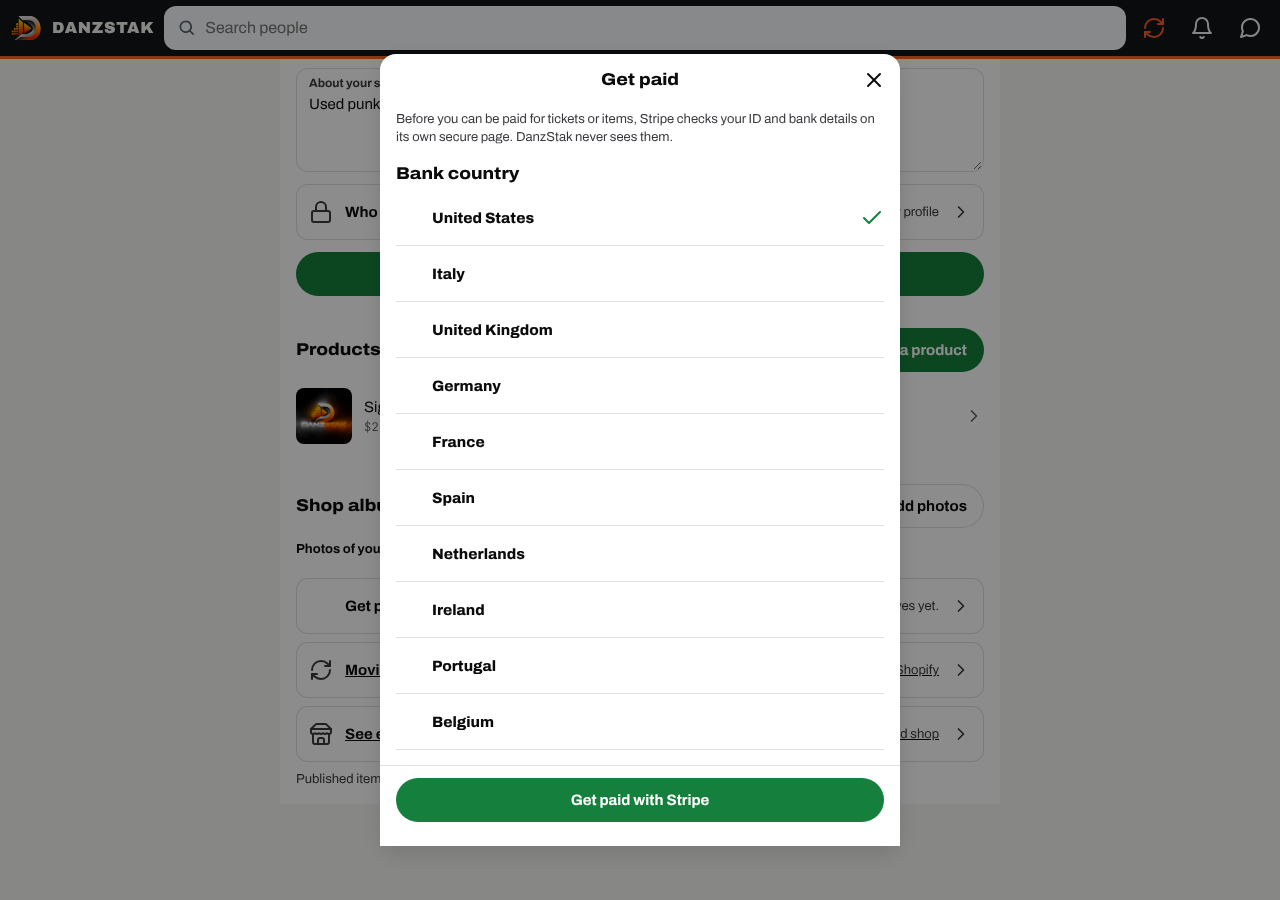 DANZSTAK
Search people
Get paid
Before you can be paid for tickets or items, Stripe checks your ID and bank details on
its own secure page. DanzStak never sees them.
Bank country
United States
Italy
United Kingdom
Germany
France
Spain
Netherlands
Ireland
Portugal
Belgium
Get paid with Stripe
About your s
Used punk
Who
profile
Products
a product
$2
Shop albu
dd photos
Photos of you
Get p
yet.
Movi
Shopify
See e
shop
Published item